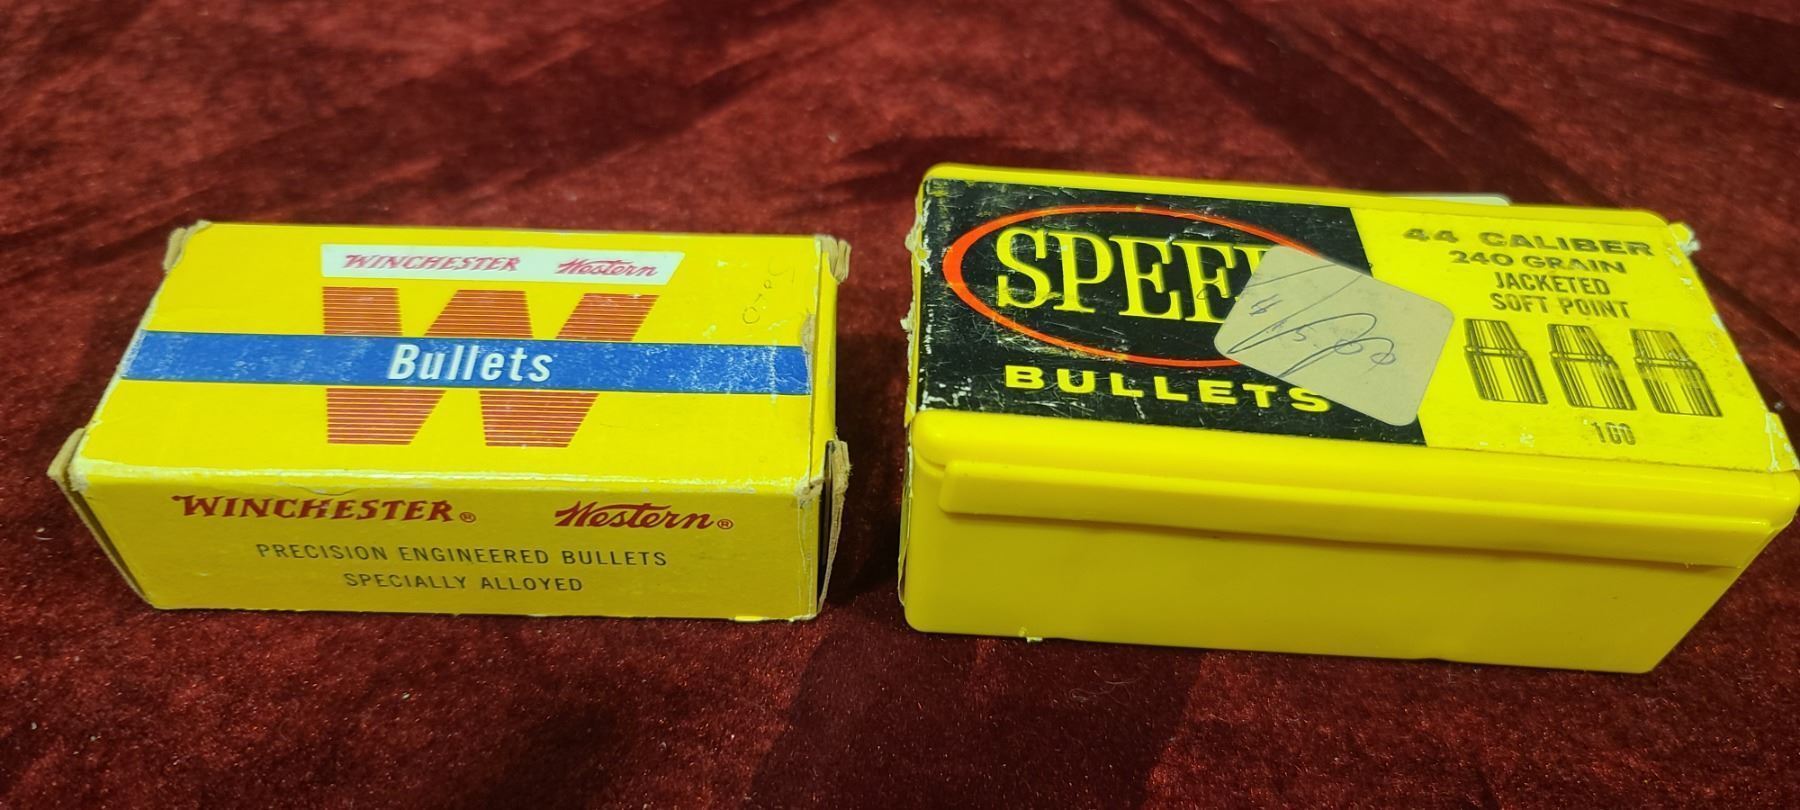 WINCHESTER Western
Bullets
WINCHESTER® Western®
PRECISION ENGINEERED BULLETS
SPECIALLY ALLOYED
SPEE
BULLETS
44 CALIBER
240 GRAIN
JACKETED
SOFT POINT
100